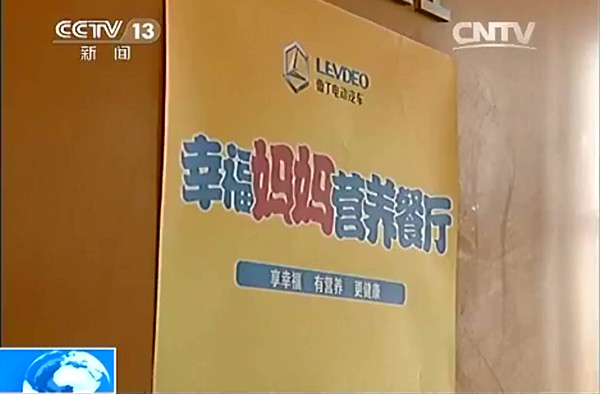 CCTV 13
新闻
CNTV
LEVDEO
雷丁电动汽车
幸福妈妈营养餐厅
享幸福 有营养 更健康